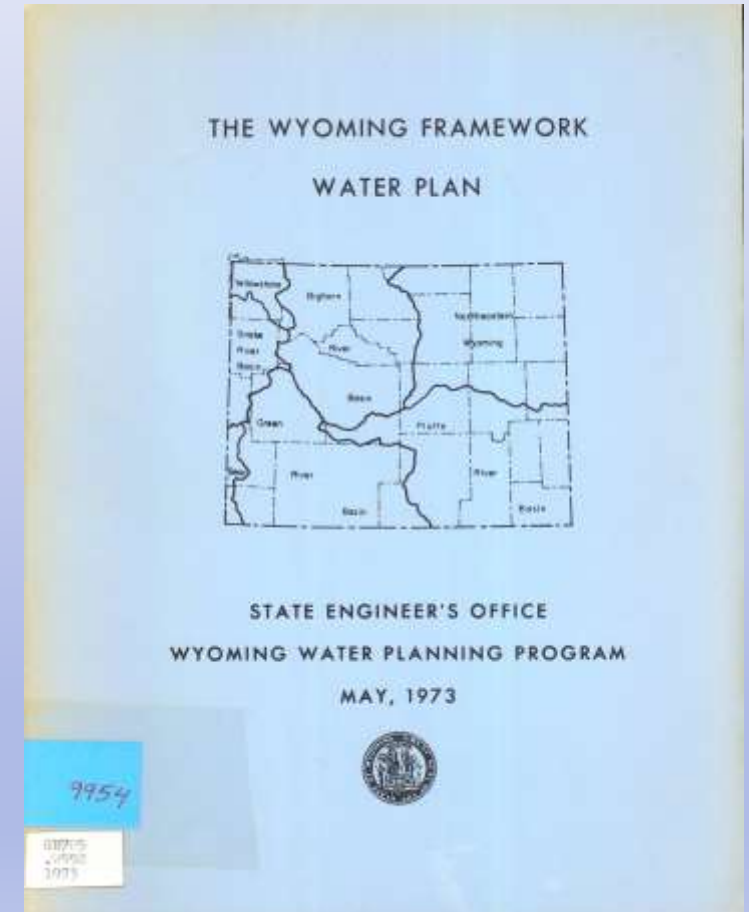 THE WYOMING FRAMEWORK
WATER PLAN
Yellowstone
Bighorn
Northeastern
Snake
River
Wyoming
River
Basin
Basin
Green
Platte
River
River
Basin
Basin
STATE ENGINEER'S OFFICE
WYOMING WATER PLANNING PROGRAM
MAY, 1973
9954
1973